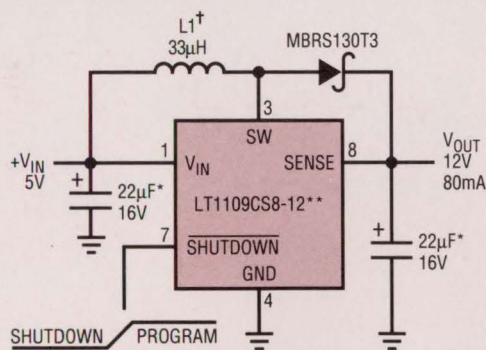 L1†
33µH
MBRS130T3
3
SW
+VIN
5V
1
VIN
SENSE
8
VOUT
12V
80mA
LT1109CS8-12**
+
22µF*
16V
7
SHUTDOWN
GND
4
+
22µF*
16V
SHUTDOWN
PROGRAM